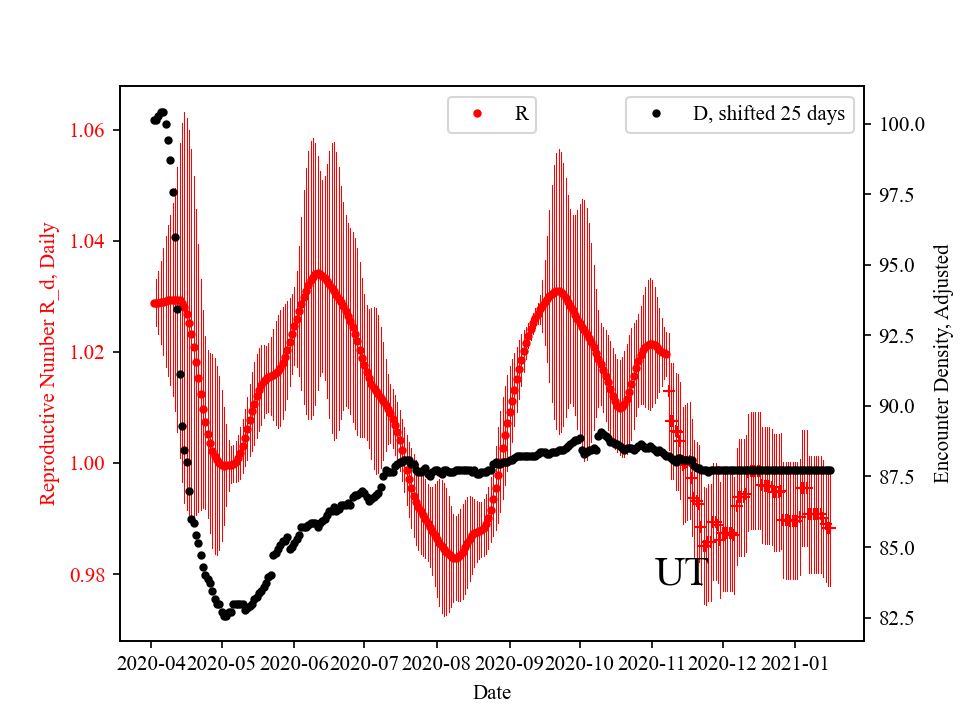 R
D, shifted 25 days
Reproductive Number R_d, Daily
1.06
1.04
1.02
1.00
0.98
100.0
97.5
95.0
92.5
90.0
87.5
85.0
82.5
Encounter Density, Adjusted
UT
2020-04 2020-05 2020-06 2020-07 2020-08 2020-09 2020-10 2020-11 2020-12 2021-01
Date